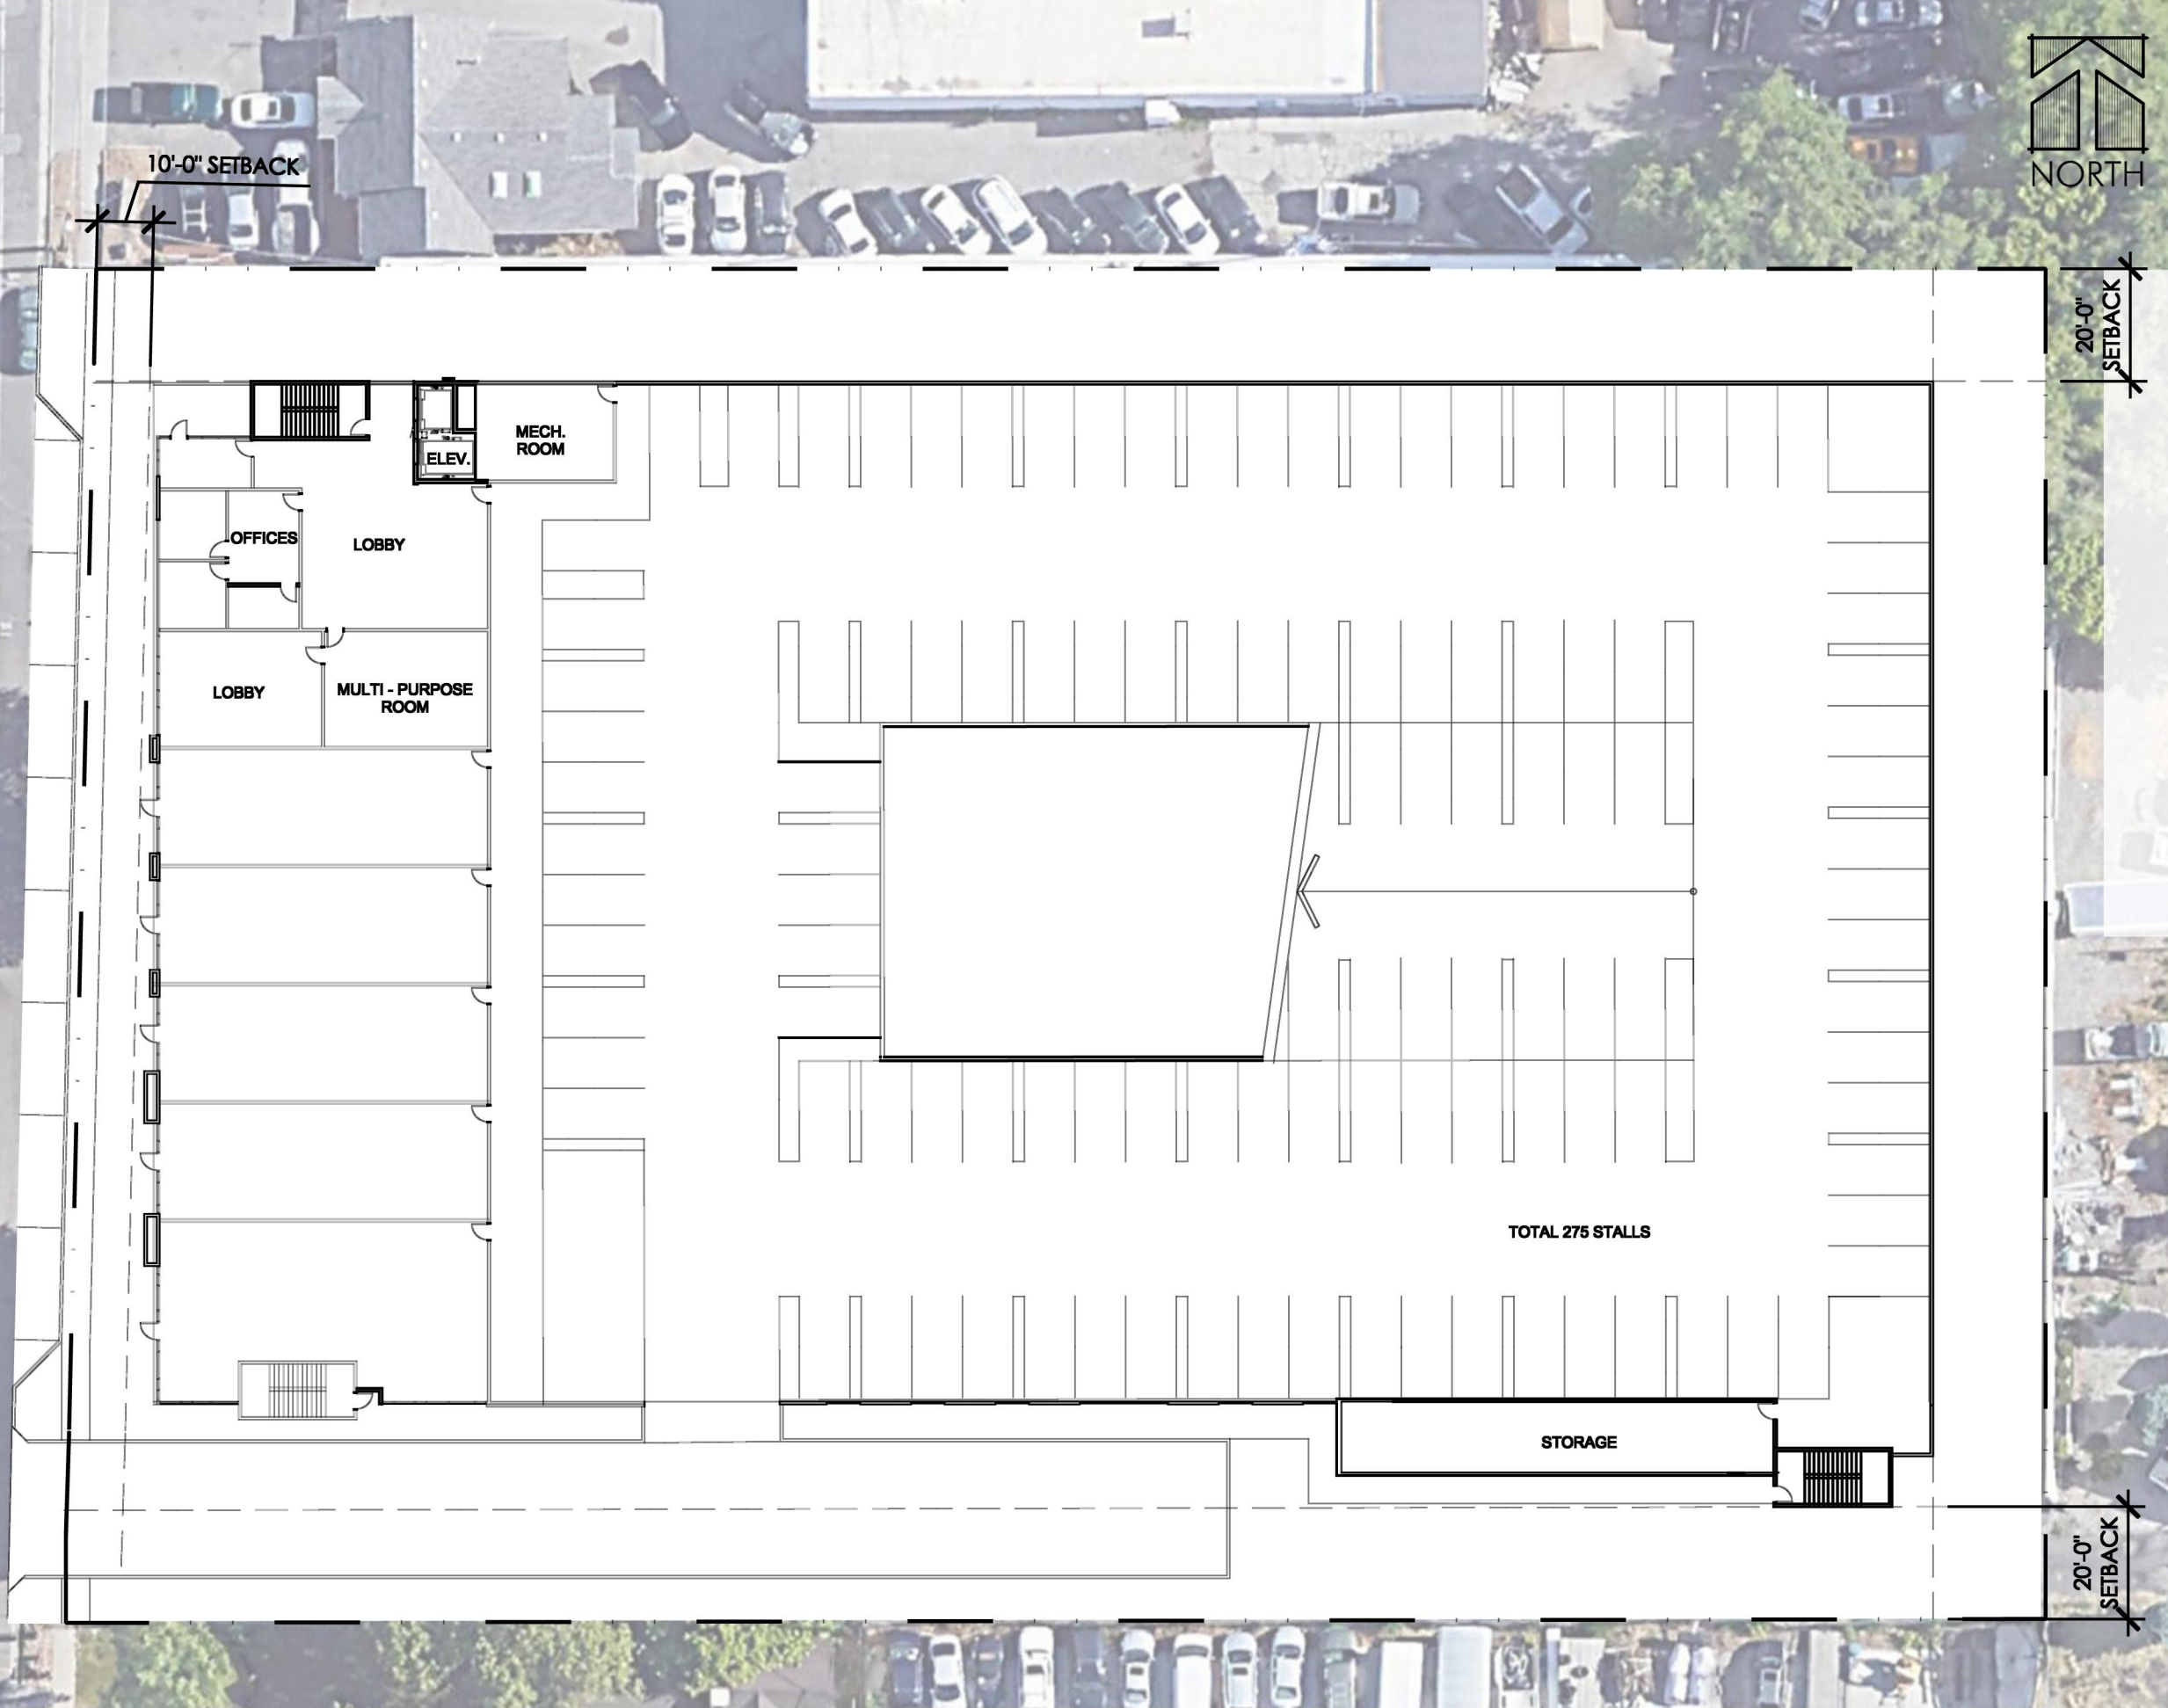 10'-0" SETBACK
NORTH
20'-0"
SETBACK
MECH.
ROOM
ELEV.
OFFICES
LOBBY
LOBBY
MULTI - PURPOSE
ROOM
TOTAL 275 STALLS
STORAGE
20'-0"
SETBACK